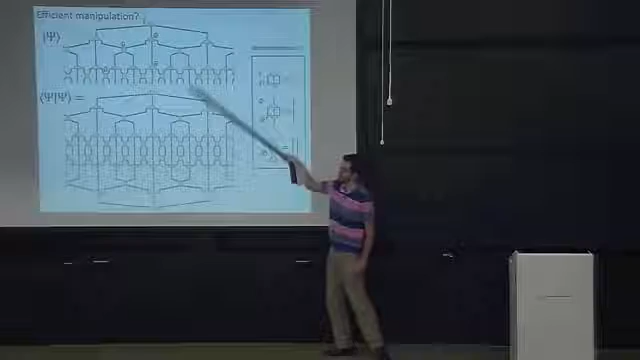 Efficient manipulation?
|Ψ⟩
⟨Ψ|Ψ⟩ =